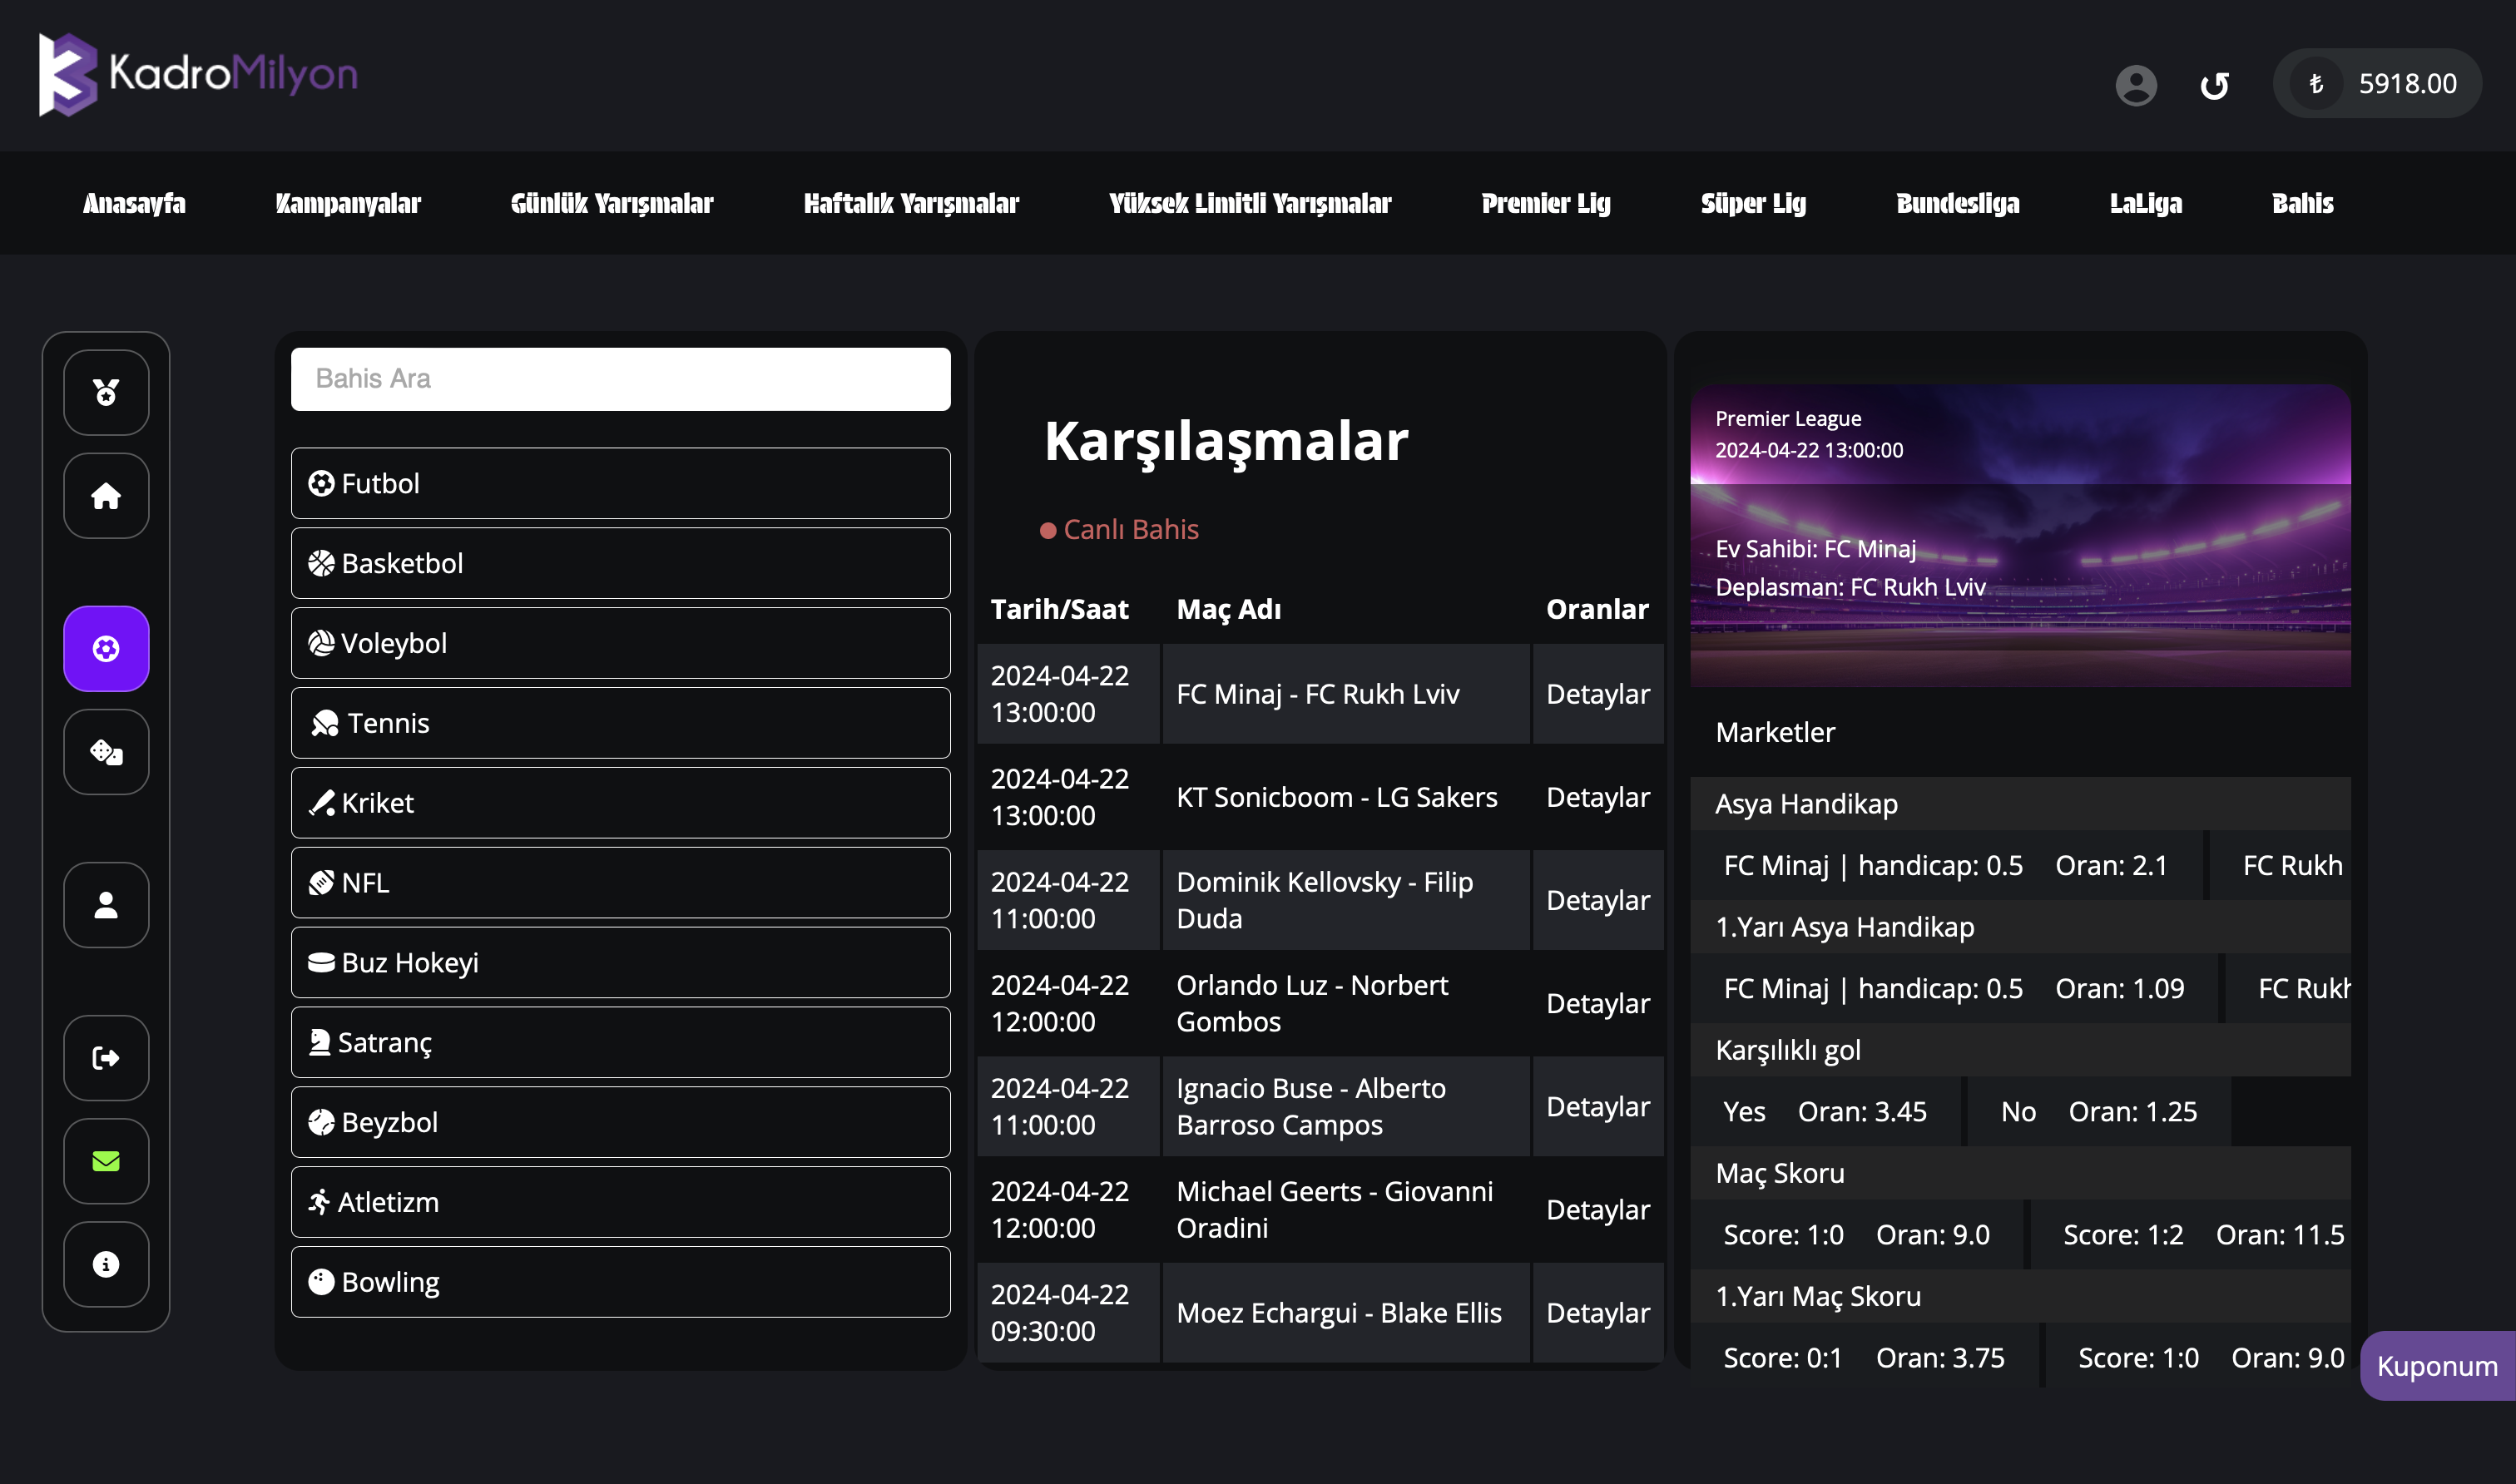 KadroMilyon
₺ 5918.00
Anasayfa Kampanyalar Günlük Yarışmalar Haftalık Yarışmalar Yüksek Limitli Yarışmalar Premier Lig Süper Lig Bundesliga LaLiga Bahis
Bahis Ara
Futbol
Basketbol
Voleybol
Tennis
Kriket
NFL
Buz Hokeyi
Satranç
Beyzbol
Atletizm
Bowling
Karşılaşmalar
Canlı Bahis
Tarih/Saat Maç Adı Oranlar
2024-04-22
13:00:00
FC Minaj - FC Rukh Lviv
Detaylar
2024-04-22
13:00:00
KT Sonicboom - LG Sakers
Detaylar
2024-04-22
11:00:00
Dominik Kellovsky - Filip
Duda
Detaylar
2024-04-22
12:00:00
Orlando Luz - Norbert
Gombos
Detaylar
2024-04-22
11:00:00
Ignacio Buse - Alberto
Barroso Campos
Detaylar
2024-04-22
12:00:00
Michael Geerts - Giovanni
Oradini
Detaylar
2024-04-22
09:30:00
Moez Echargui - Blake Ellis
Detaylar
Premier League
2024-04-22 13:00:00
Ev Sahibi: FC Minaj
Deplasman: FC Rukh Lviv
Marketler
Asya Handikap
FC Minaj | handicap: 0.5 Oran: 2.1 FC Rukh
1.Yarı Asya Handikap
FC Minaj | handicap: 0.5 Oran: 1.09 FC Rukh
Karşılıklı gol
Yes Oran: 3.45 No Oran: 1.25
Maç Skoru
Score: 1:0 Oran: 9.0 Score: 1:2 Oran: 11.5
1.Yarı Maç Skoru
Score: 0:1 Oran: 3.75 Score: 1:0 Oran: 9.0
Kuponum